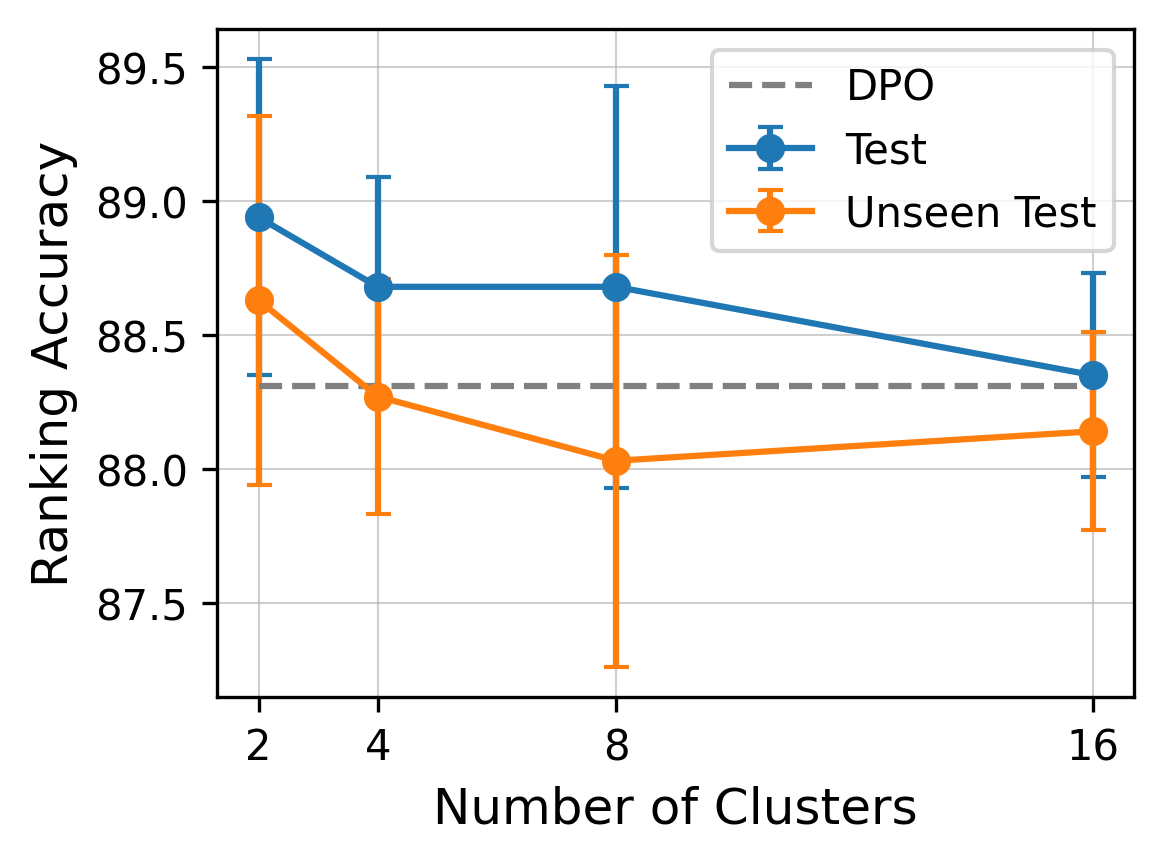 89.5
89.0
88.5
88.0
87.5
Ranking Accuracy
DPO
Test
Unseen Test
2 4 8 16
Number of Clusters